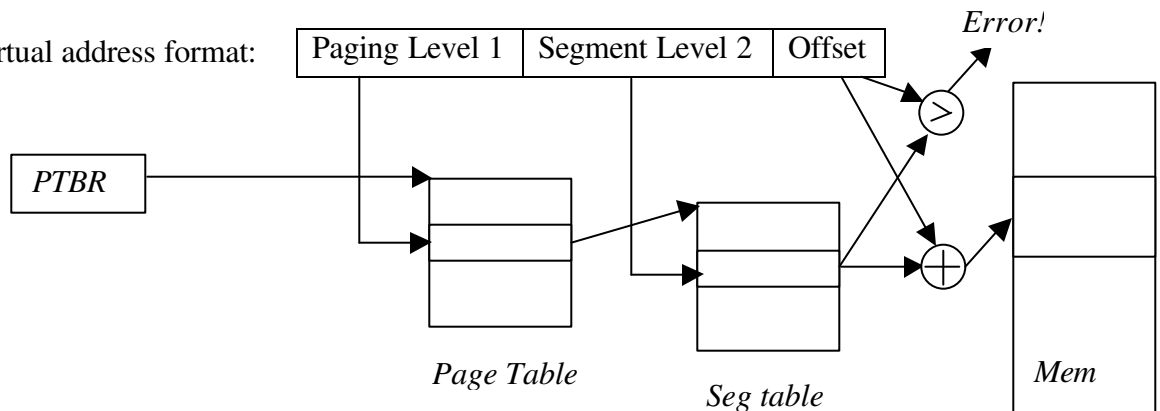 Error!
rtual address format:
Paging Level 1 Segment Level 2 Offset
>
PTBR
+
Page Table
Seg table
Mem